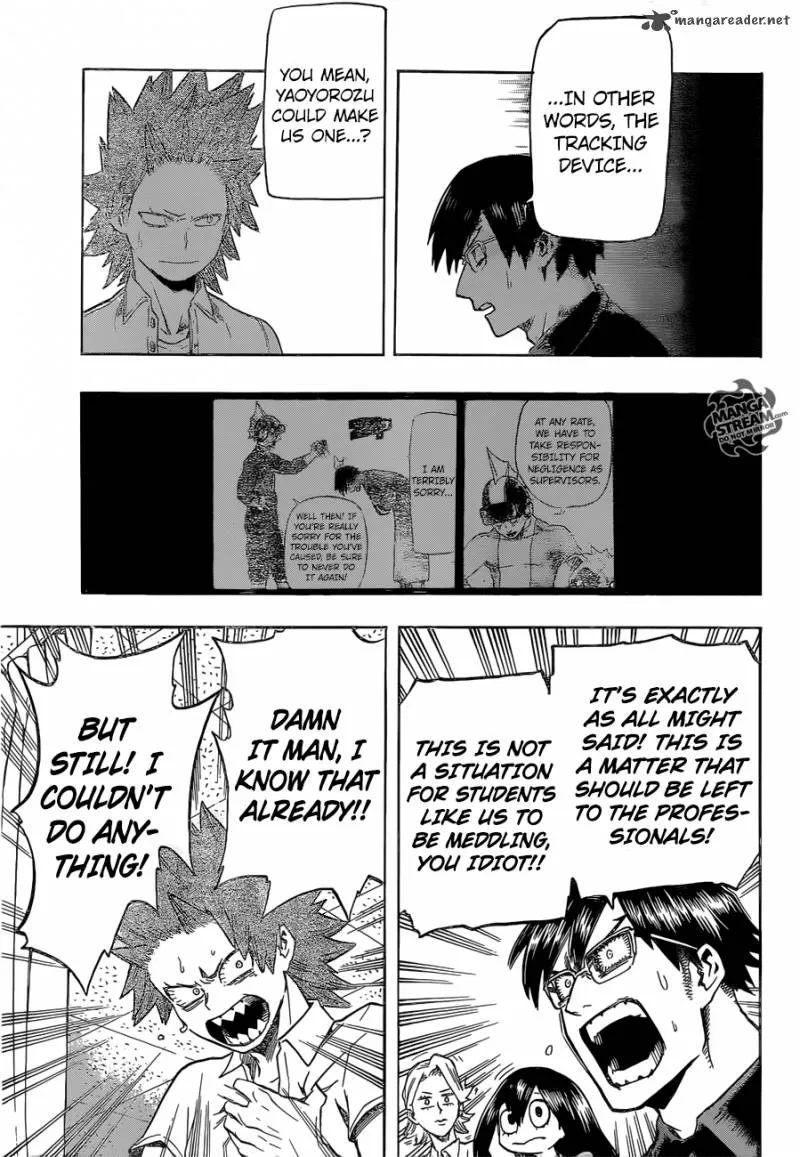 mangareader.net
...IN OTHER
WORDS, THE
TRACKING
DEVICE...
YOU MEAN,
YAOYOROZU
COULD MAKE
US ONE...?
MANGA
STREAM.com
DO NOT MIRROR
AT ANY RATE,
WE HAVE TO
TAKE RESPON-
SIBILITY FOR
NEGLIGENCE AS
SUPERVISORS.
I AM
TERRIBLY
SORRY...
WELL THEN! IF
YOU'RE REALLY
SORRY FOR THE
TROUBLE YOU'VE
CAUSED, BE SURE
TO NEVER DO
IT AGAIN!
IT'S EXACTLY
AS ALL MIGHT
SAID! THIS IS
A MATTER THAT
SHOULD BE LEFT
TO THE PROFES-
SIONALS!
THIS IS NOT
A SITUATION
FOR STUDENTS
LIKE US TO
BE MEDDLING,
YOU IDIOT!!
DAMN
IT MAN, I
KNOW THAT
ALREADY!!
BUT
STILL! I
COULDN'T
DO ANY-
THING!